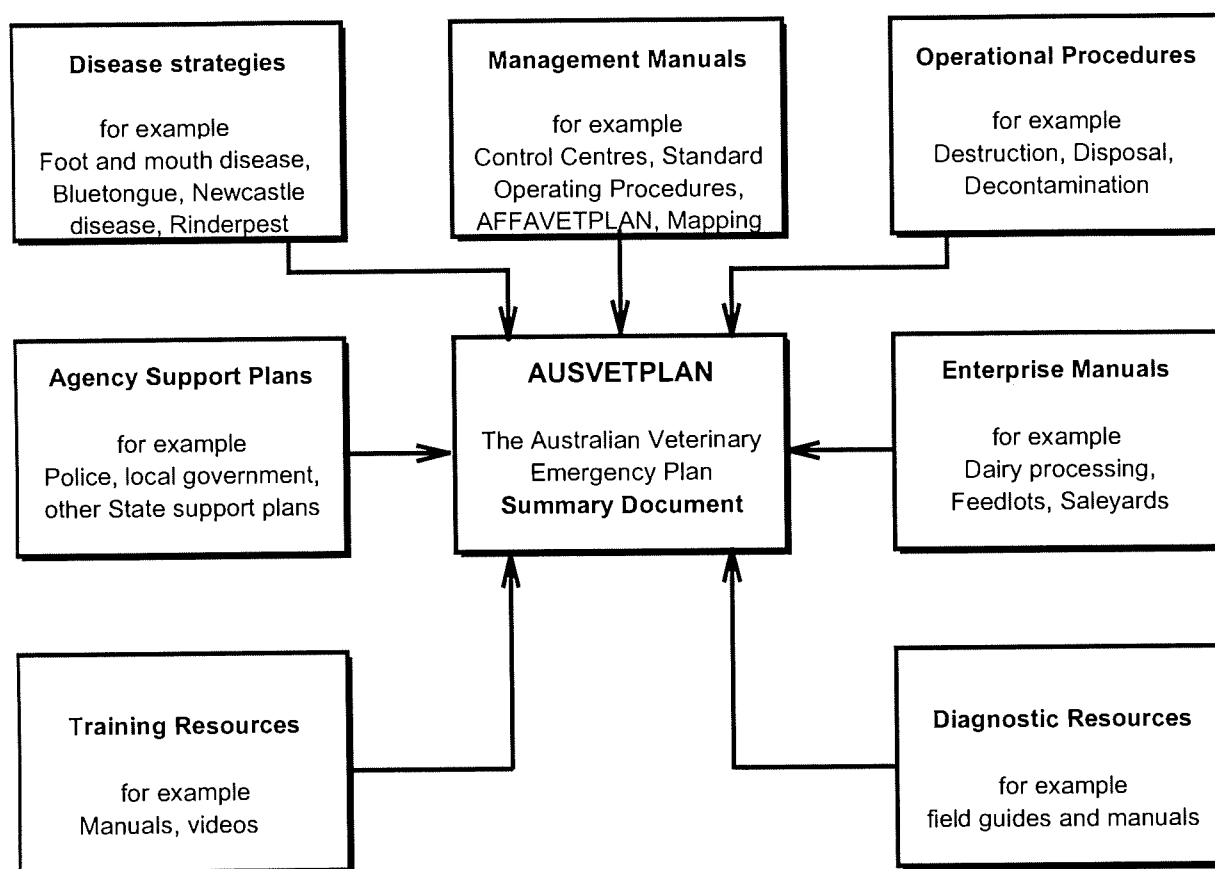 Disease strategies
for example
Foot and mouth disease,
Bluetongue, Newcastle
disease, Rinderpest
Management Manuals
for example
Control Centres, Standard
Operating Procedures,
AFFAVETPLAN, Mapping
Operational Procedures
for example
Destruction, Disposal,
Decontamination
Agency Support Plans
for example
Police, local government,
other State support plans
AUSVETPLAN
The Australian Veterinary
Emergency Plan
Summary Document
Enterprise Manuals
for example
Dairy processing,
Feedlots, Saleyards
Training Resources
for example
Manuals, videos
Diagnostic Resources
for example
field guides and manuals